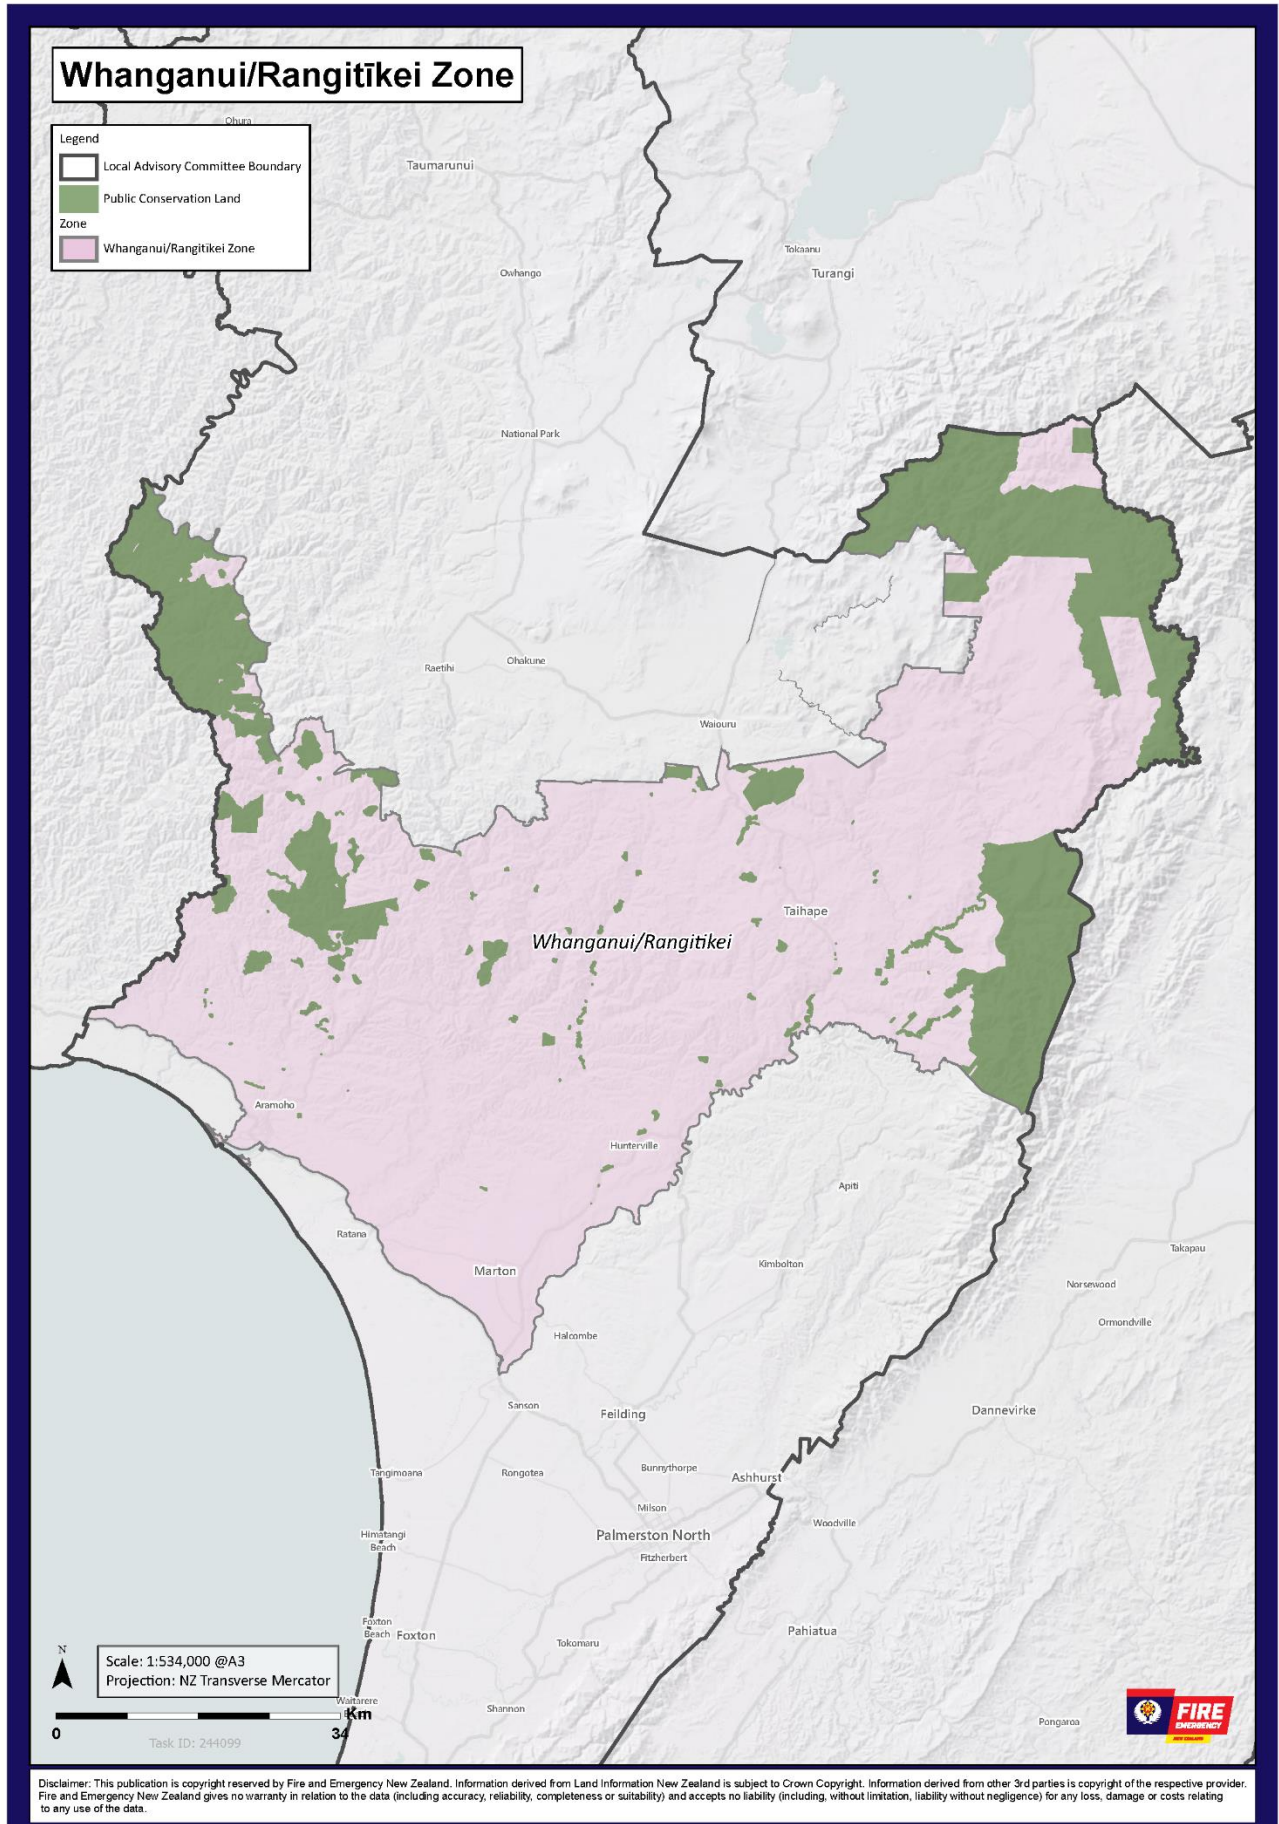 Whanganui/Rangitīkei Zone
Legend
Local Advisory Committee Boundary
Public Conservation Land
Zone
Whanganui/Rangitikei Zone
Ohura
Taumarunui
Owhango
Tokaanu
Turangi
National Park
Raetihi
Ohakune
Waiouru
Taihape
Whanganui/Rangitikei
Aramoho
Hunterville
Apiti
Ratana
Marton
Kimbolton
Takapau
Norsewood
Ormondville
Halcombe
Sanson
Feilding
Dannevirke
Tangimoana
Rongotea
Bunnythorpe
Ashhurst
Milson
Woodville
Himatangi
Beach
Palmerston North
Fitzherbert
Foxton
Beach
Foxton
Tokomaru
Pahiatua
N
Scale: 1:534,000 @A3
Projection: NZ Transverse Mercator
Waitarere
Km
0
34
Task ID: 244099
Shannon
Pongaroa
FIRE
EMERGENCY
NEW ZEALAND
Disclaimer: This publication is copyright reserved by Fire and Emergency New Zealand. Information derived from Land Information New Zealand is subject to Crown Copyright. Information derived from other 3rd parties is copyright of the respective provider.
Fire and Emergency New Zealand gives no warranty in relation to the data (including accuracy, reliability, completeness or suitability) and accepts no liability (including, without limitation, liability without negligence) for any loss, damage or costs relating
to any use of the data.